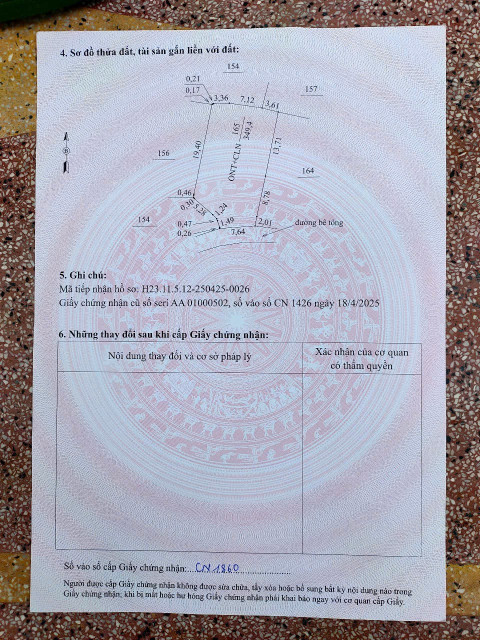 4. Sơ đồ thửa đất, tài sản gắn liền với đất:
154
0,21
157
0,17
3,36
7,12
3,61
165
349,4
ONT+CLN
13,71
19,40
156
164
0,46
0,30
5,28
1,24
8,78
154
0,47
1,49
2,01
đường bê tông
0,26
7,64
5. Ghi chú:
Mã tiếp nhận hồ sơ: H23.11.5.12-250425-0026
Giấy chứng nhận cũ số seri AA 01000502, số vào sổ CN 1426 ngày 18/4/2025
6. Những thay đổi sau khi cấp Giấy chứng nhận:
Nội dung thay đổi và cơ sở pháp lý
Xác nhận của cơ quan
có thẩm quyền
Số vào sổ cấp Giấy chứng nhận: CN 1860
Người được cấp Giấy chứng nhận không được sửa chữa, tẩy xóa hoặc bổ sung bất kỳ nội dung nào trong
Giấy chứng nhận; khi bị mất hoặc hư hỏng Giấy chứng nhận phải khai báo ngay với cơ quan cấp Giấy.